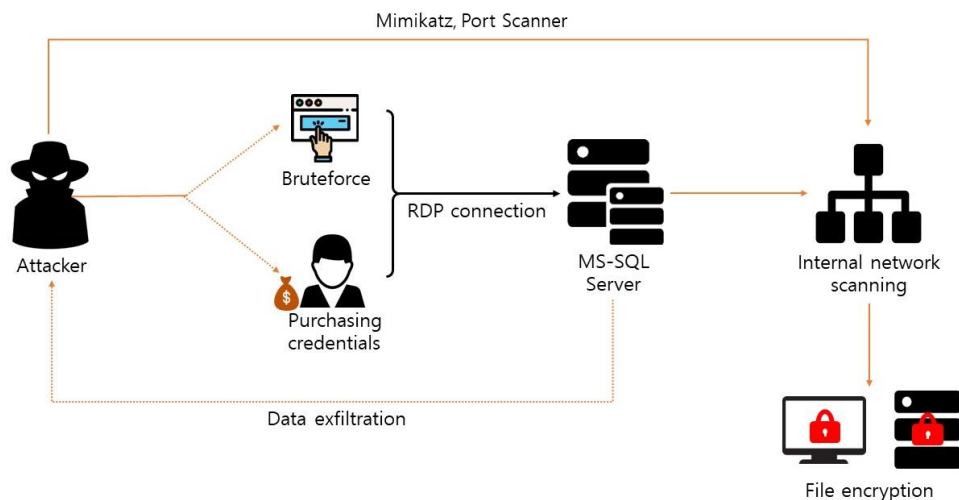 Mimikatz, Port Scanner
Bruteforce
RDP connection
Attacker
MS-SQL
Server
Internal network
scanning
$
Purchasing
credentials
Data exfiltration
File encryption